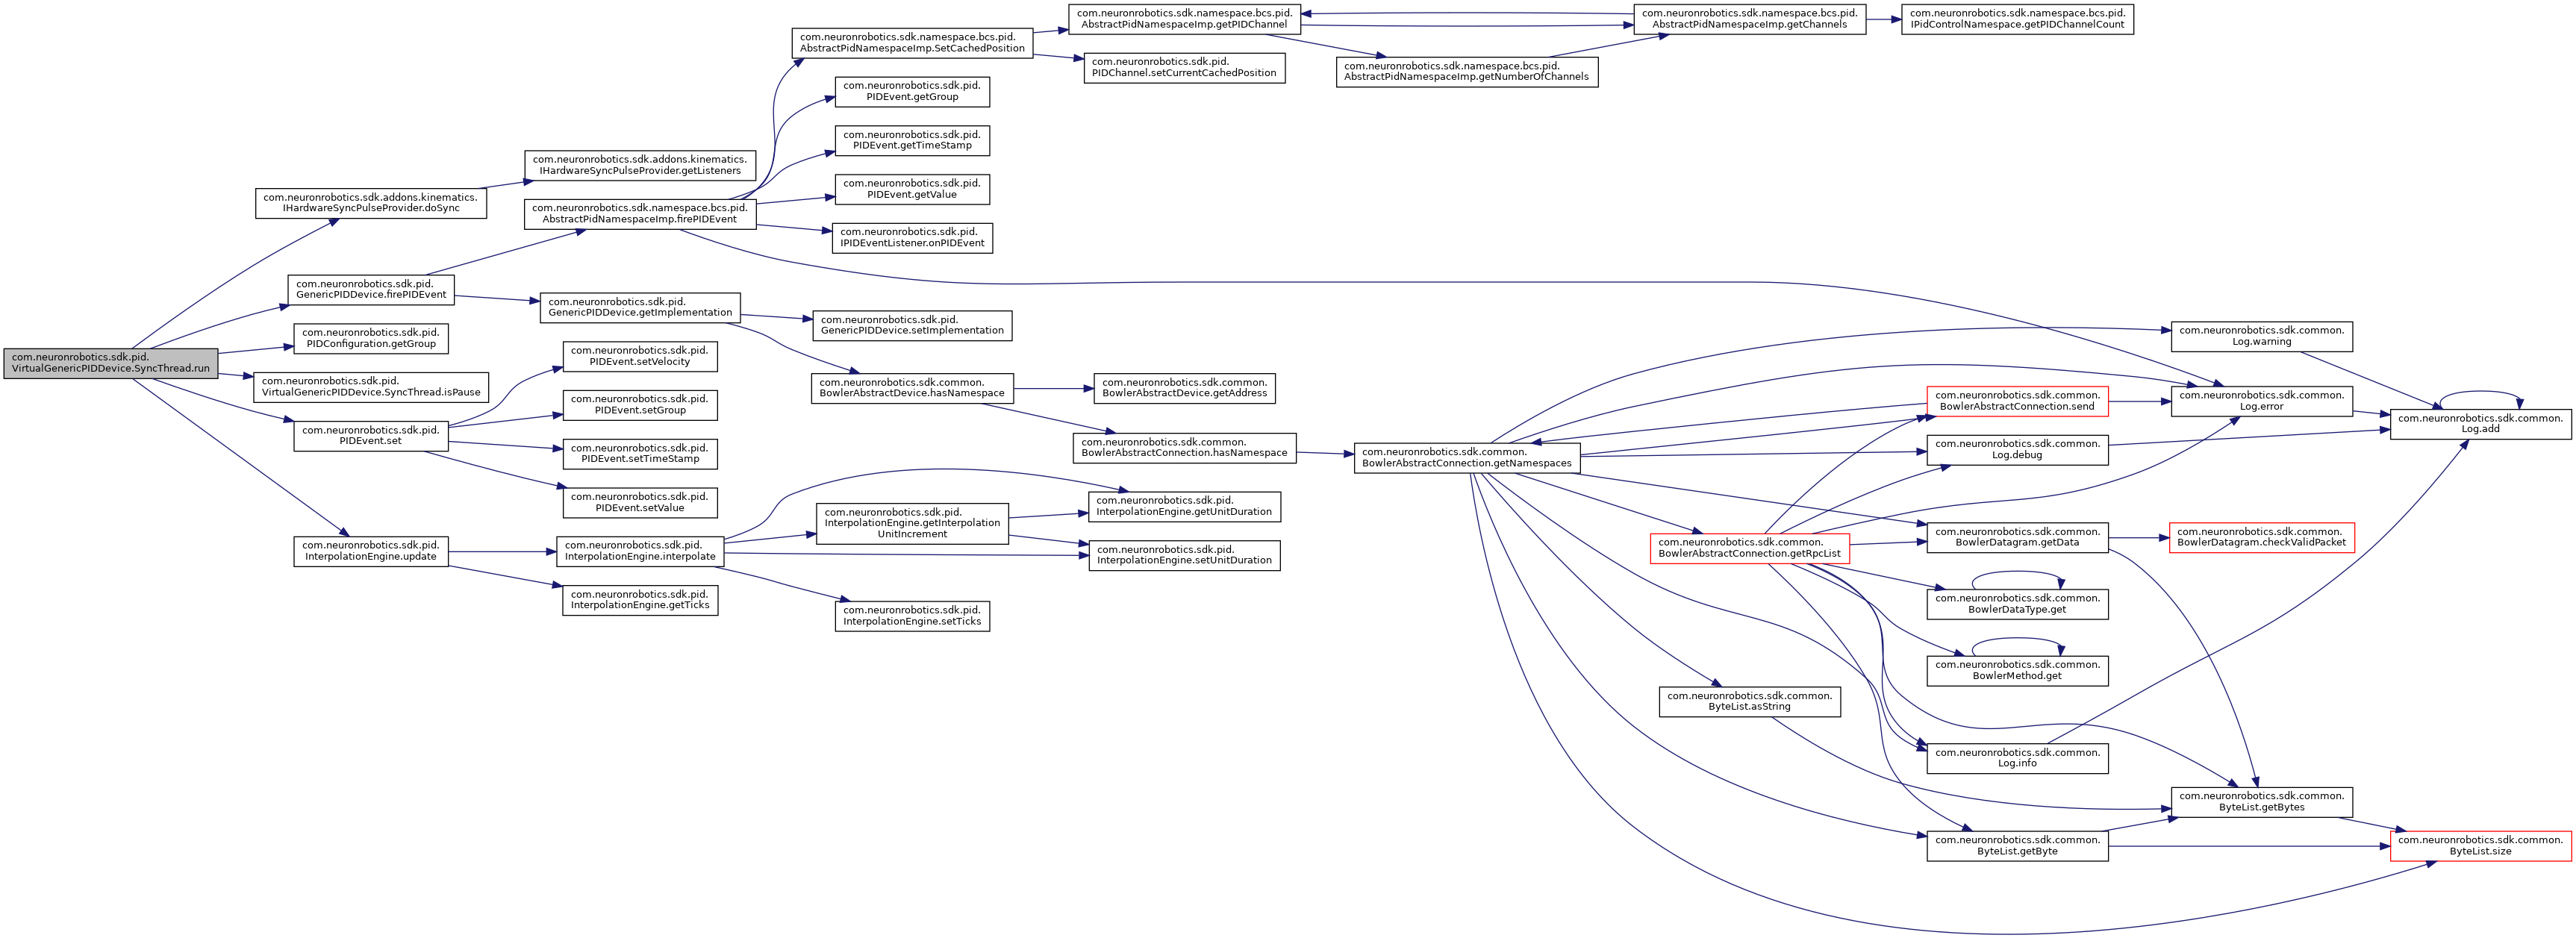 com.neuronrobotics.sdk.pid.
VirtualGenericPIDDevice.SyncThread.run
com.neuronrobotics.sdk.addons.kinematics.
IHardwareSyncPulseProvider.doSync
com.neuronrobotics.sdk.pid.
GenericPIDDevice.firePIDEvent
com.neuronrobotics.sdk.pid.
PIDConfiguration.getGroup
com.neuronrobotics.sdk.pid.
VirtualGenericPIDDevice.SyncThread.isPause
com.neuronrobotics.sdk.pid.
PIDEvent.set
com.neuronrobotics.sdk.pid.
InterpolationEngine.update
com.neuronrobotics.sdk.addons.kinematics.
IHardwareSyncPulseProvider.getListeners
com.neuronrobotics.sdk.namespace.bcs.pid.
AbstractPidNamespaceImp.firePIDEvent
com.neuronrobotics.sdk.pid.
GenericPIDDevice.getImplementation
com.neuronrobotics.sdk.pid.
PIDEvent.setVelocity
com.neuronrobotics.sdk.pid.
PIDEvent.setGroup
com.neuronrobotics.sdk.pid.
PIDEvent.setTimeStamp
com.neuronrobotics.sdk.pid.
PIDEvent.setValue
com.neuronrobotics.sdk.pid.
InterpolationEngine.interpolate
com.neuronrobotics.sdk.pid.
InterpolationEngine.getTicks
com.neuronrobotics.sdk.namespace.bcs.pid.
AbstractPidNamespaceImp.SetCachedPosition
com.neuronrobotics.sdk.pid.
PIDEvent.getGroup
com.neuronrobotics.sdk.pid.
PIDEvent.getTimeStamp
com.neuronrobotics.sdk.pid.
PIDEvent.getValue
com.neuronrobotics.sdk.pid.
IPIDEventListener.onPIDEvent
com.neuronrobotics.sdk.pid.
GenericPIDDevice.setImplementation
com.neuronrobotics.sdk.common.
BowlerAbstractDevice.hasNamespace
com.neuronrobotics.sdk.pid.
InterpolationEngine.getInterpolation
UnitIncrement
com.neuronrobotics.sdk.pid.
InterpolationEngine.setTicks
com.neuronrobotics.sdk.namespace.bcs.pid.
AbstractPidNamespaceImp.getPIDChannel
com.neuronrobotics.sdk.pid.
PIDChannel.setCurrentCachedPosition
com.neuronrobotics.sdk.common.
BowlerAbstractDevice.getAddress
com.neuronrobotics.sdk.common.
BowlerAbstractConnection.hasNamespace
com.neuronrobotics.sdk.pid.
InterpolationEngine.getUnitDuration
com.neuronrobotics.sdk.pid.
InterpolationEngine.setUnitDuration
com.neuronrobotics.sdk.namespace.bcs.pid.
AbstractPidNamespaceImp.getNumberOfChannels
com.neuronrobotics.sdk.common.
BowlerAbstractConnection.getNamespaces
com.neuronrobotics.sdk.namespace.bcs.pid.
AbstractPidNamespaceImp.getChannels
com.neuronrobotics.sdk.common.
BowlerAbstractConnection.getRpcList
com.neuronrobotics.sdk.common.
ByteList.asString
com.neuronrobotics.sdk.namespace.bcs.pid.
IPidControlNamespace.getPIDChannelCount
com.neuronrobotics.sdk.common.
BowlerAbstractConnection.send
com.neuronrobotics.sdk.common.
Log.debug
com.neuronrobotics.sdk.common.
BowlerDatagram.getData
com.neuronrobotics.sdk.common.
BowlerDataType.get
com.neuronrobotics.sdk.common.
BowlerMethod.get
com.neuronrobotics.sdk.common.
Log.info
com.neuronrobotics.sdk.common.
ByteList.getByte
com.neuronrobotics.sdk.common.
Log.warning
com.neuronrobotics.sdk.common.
Log.error
com.neuronrobotics.sdk.common.
BowlerDatagram.checkValidPacket
com.neuronrobotics.sdk.common.
ByteList.getBytes
com.neuronrobotics.sdk.common.
Log.add
com.neuronrobotics.sdk.common.
ByteList.size